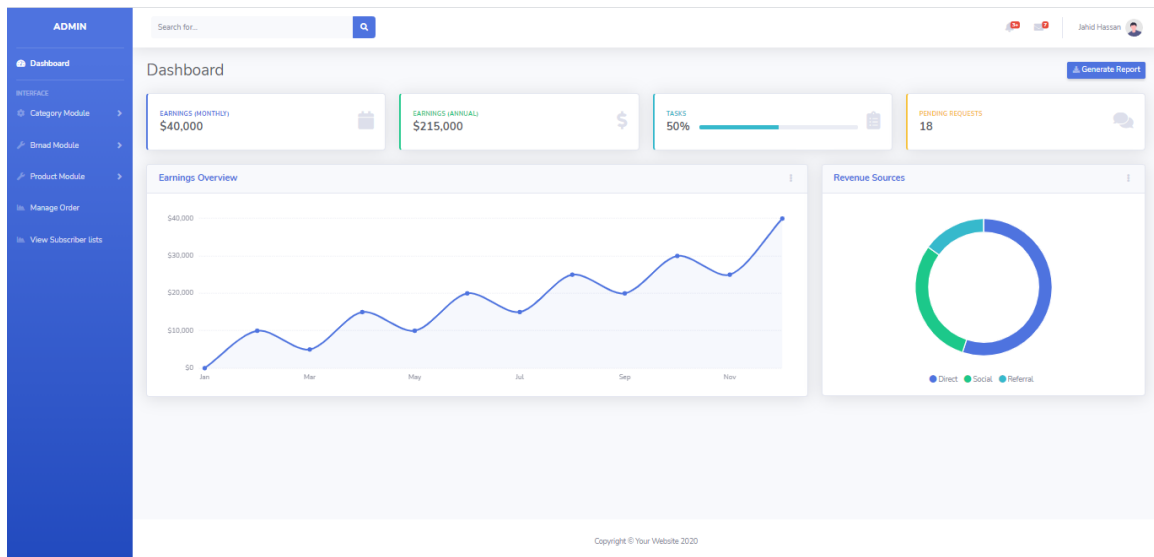 ADMIN
Search for...
3+
7
Jahid Hassan
Dashboard
INTERFACE
Category Module
Brnad Module
Product Module
Manage Order
View Subscriber lists
Dashboard
Generate Report
EARNINGS (MONTHLY)
$40,000
EARNINGS (ANNUAL)
$215,000
TASKS
50%
PENDING REQUESTS
18
Earnings Overview
$40,000
$30,000
$20,000
$10,000
$0
Jan Mar May Jul Sep Nov
Revenue Sources
Direct Social Referral
Copyright © Your Website 2020